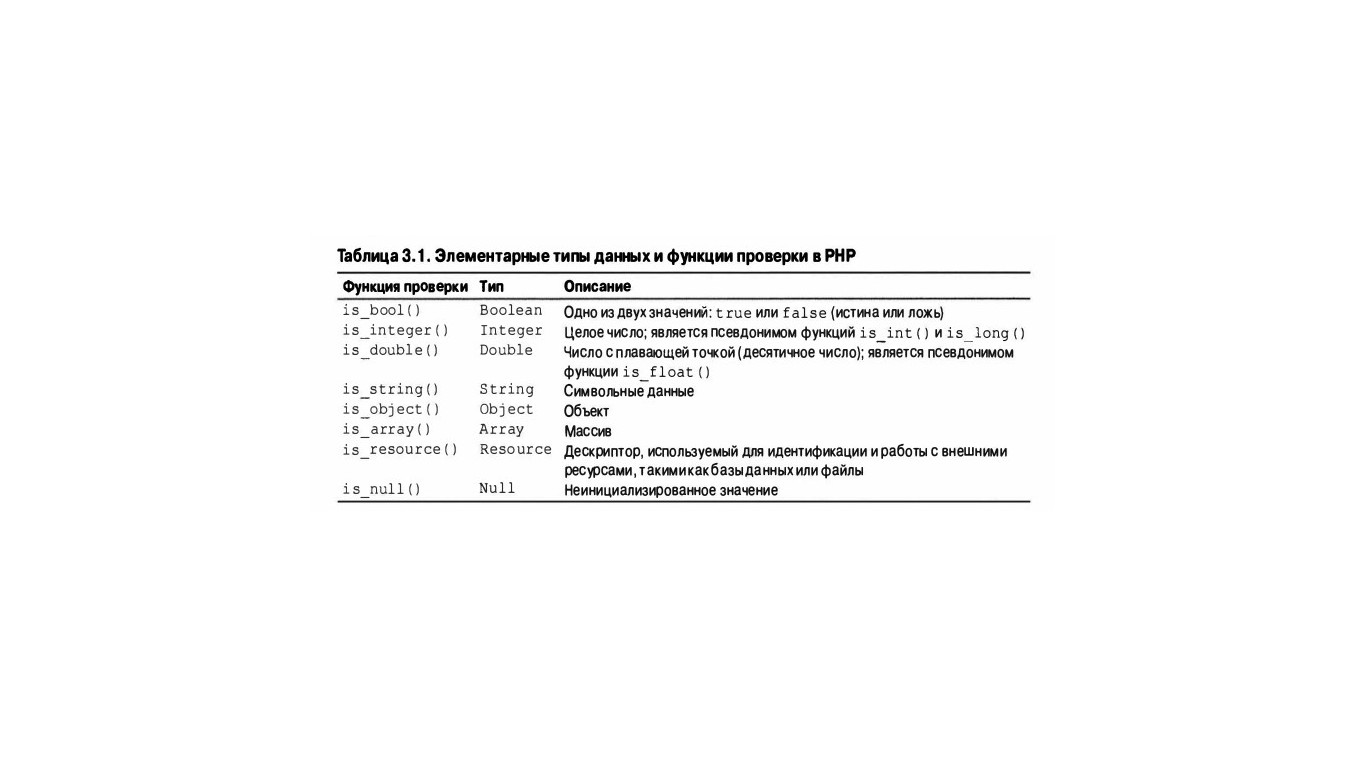 Таблица 3.1. Элементарные типы данных и функции проверки в PHP
Функция проверки Тип Описание
is_bool() Boolean Одно из двух значений: true или false (истина или ложь)
is_integer() Integer Целое число; является псевдонимом функций is_int() и is_long()
is_double() Double Число с плавающей точкой (десятичное число); является псевдонимом
функции is_float()
is_string() String Символьные данные
is_object() Object Объект
is_array() Array Массив
is_resource() Resource Дескриптор, используемый для идентификации и работы с внешними
ресурсами, такими как базы данных или файлы
is_null() Null Неинициализированное значение